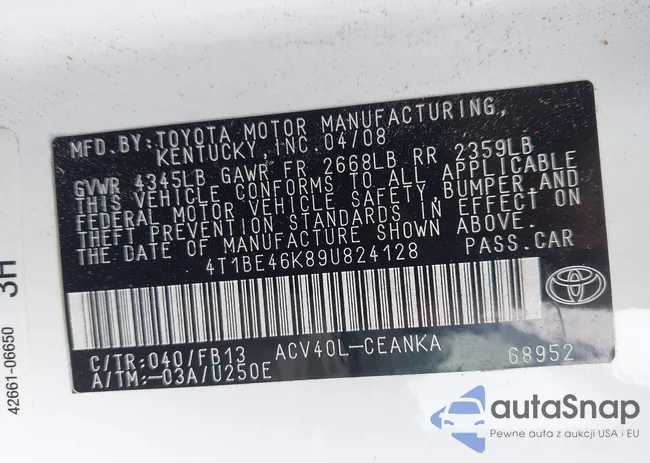 MFD.BY:TOYOTA MOTOR MANUFACTURING,
KENTUCKY,INC.04/08
GVWR 4345LB GAWR FR 2668LB RR 2359LB
THIS VEHICLE CONFORMS TO ALL APPLICABLE
FEDERAL MOTOR VEHICLE SAFETY, BUMPER,AND
THEFT PREVENTION STANDARDS IN EFFECT ON
THE DATE OF MANUFACTURE SHOWN ABOVE.
4T1BE46K89U824128 PASS.CAR
C/TR:040/FB13 ACV40L-CEANKA
A/TM:-03A/U250E 68952
42661-06650
3H
autaSnap
Pewne auta z aukcji USA i EU